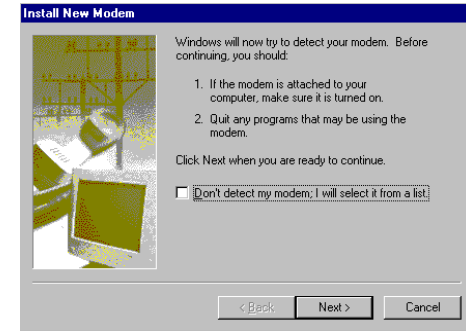 Install New Modem
Windows will now try to detect your modem. Before
continuing, you should:
1. If the modem is attached to your
computer, make sure it is turned on.
2. Quit any programs that may be using the
modem.
Click Next when you are ready to continue.
Don't detect my modem; I will select it from a list.
< Back Next > Cancel